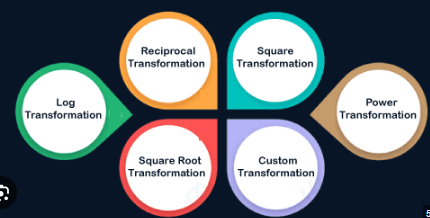 Reciprocal
Transformation
Square
Transformation
Log
Transformation
Power
Transformation
Square Root
Transformation
Custom
Transformation